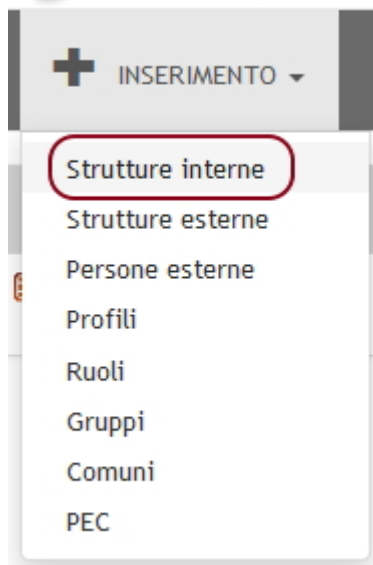 INSERIMENTO
Strutture interne
Strutture esterne
Persone esterne
Profili
Ruoli
Gruppi
Comuni
PEC